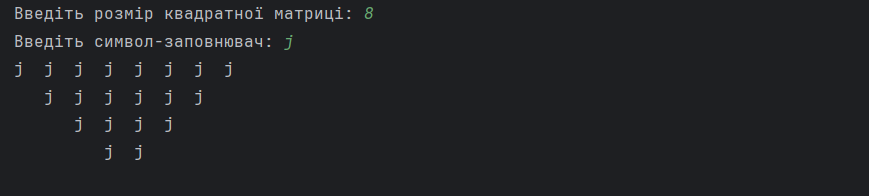 Введіть розмір квадратної матриці: 8
Введіть символ-заповнювач: j
j  j  j  j  j  j  j  j
   j  j  j  j  j  j
      j  j  j  j
         j  j